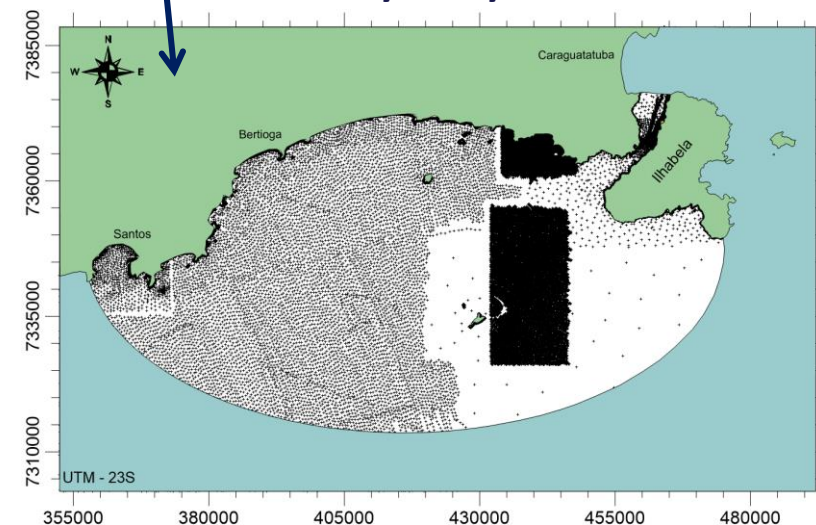 7385000
7360000
7335000
7310000
N
W
E
S
Caraguatatuba
Bertioga
Ilhabela
Santos
UTM - 23S
355000 380000 405000 430000 455000 480000